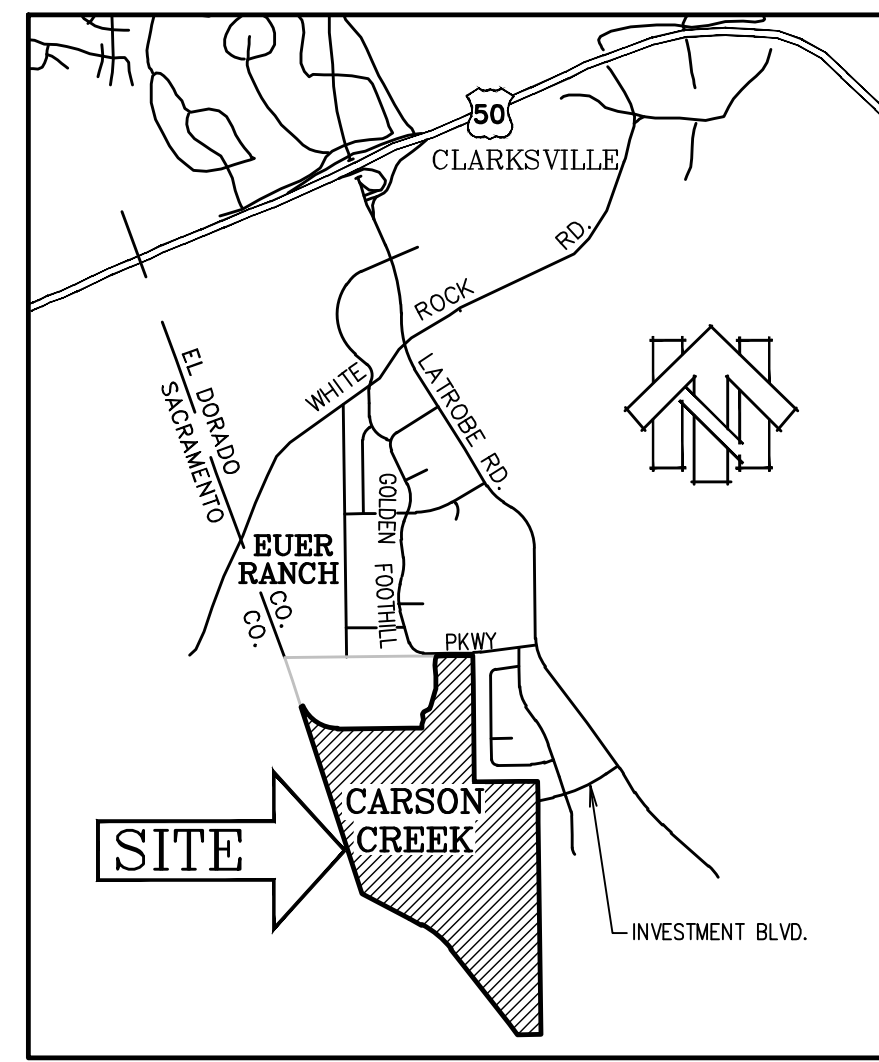 50
CLARKSVILLE
WHITE ROCK RD.
LATROBE RD.
EL DORADO CO.
SACRAMENTO CO.
GOLDEN FOOTHILL PKWY
EUER
RANCH
N
CARSON
CREEK
SITE
INVESTMENT BLVD.